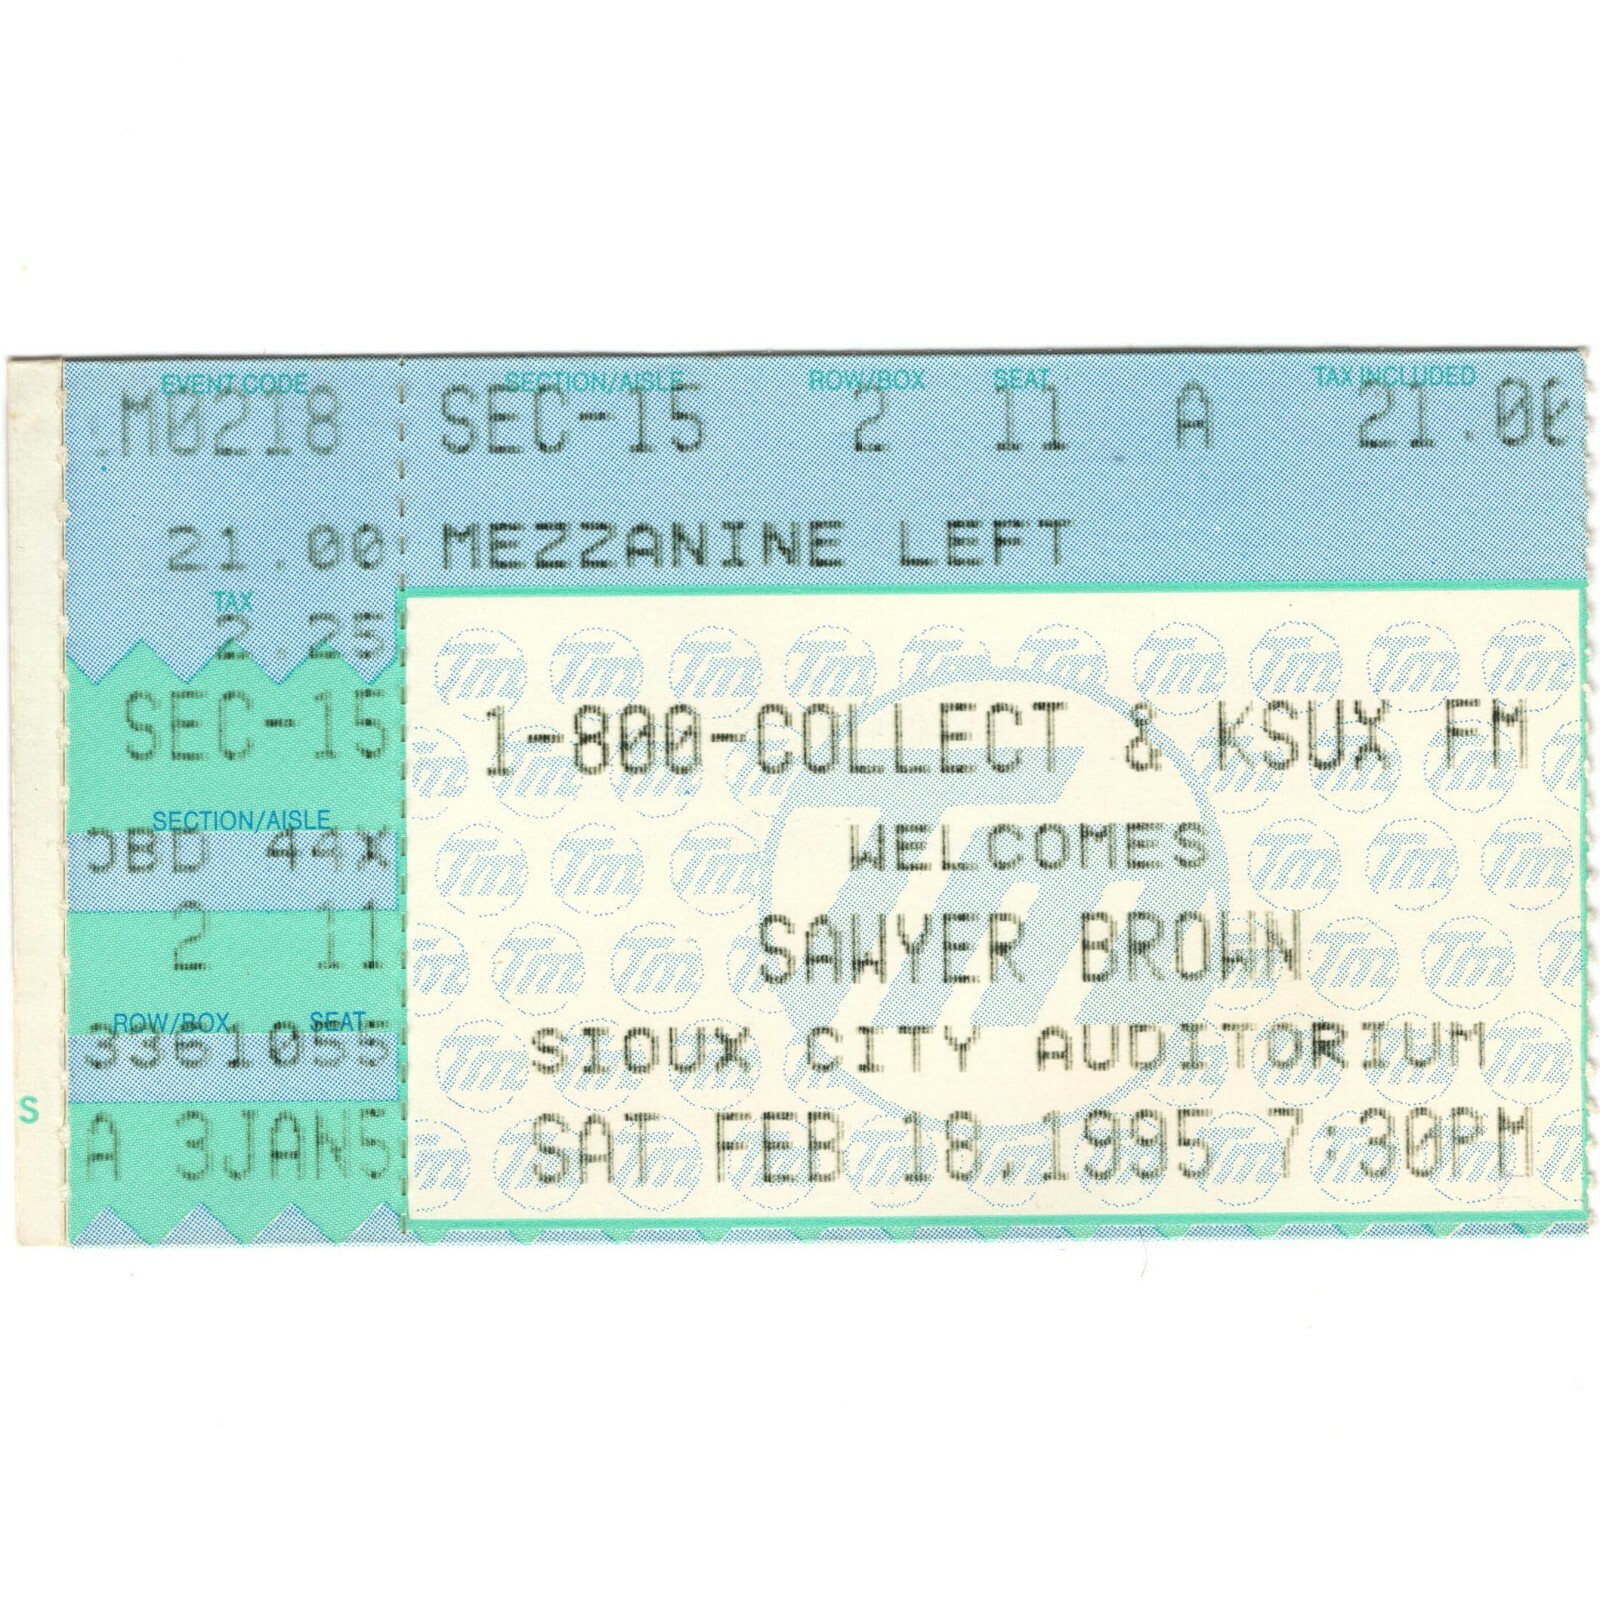 EVENT CODE SECTION/AISLE ROW/BOX SEAT TAX INCLUDED
M0218 SEC-15 2 11 A 21.00
21.00 MEZZANINE LEFT
TAX
2.25
SEC-15
SECTION/AISLE
JBD 44X
2 11
ROW/BOX SEAT
3361055
A 3JAN5
S
1-800-COLLECT & KSUX FM
WELCOMES
SAWYER BROWN
SIOUX CITY AUDITORIUM
SAT FEB 18,1995 7:30PM
Tm